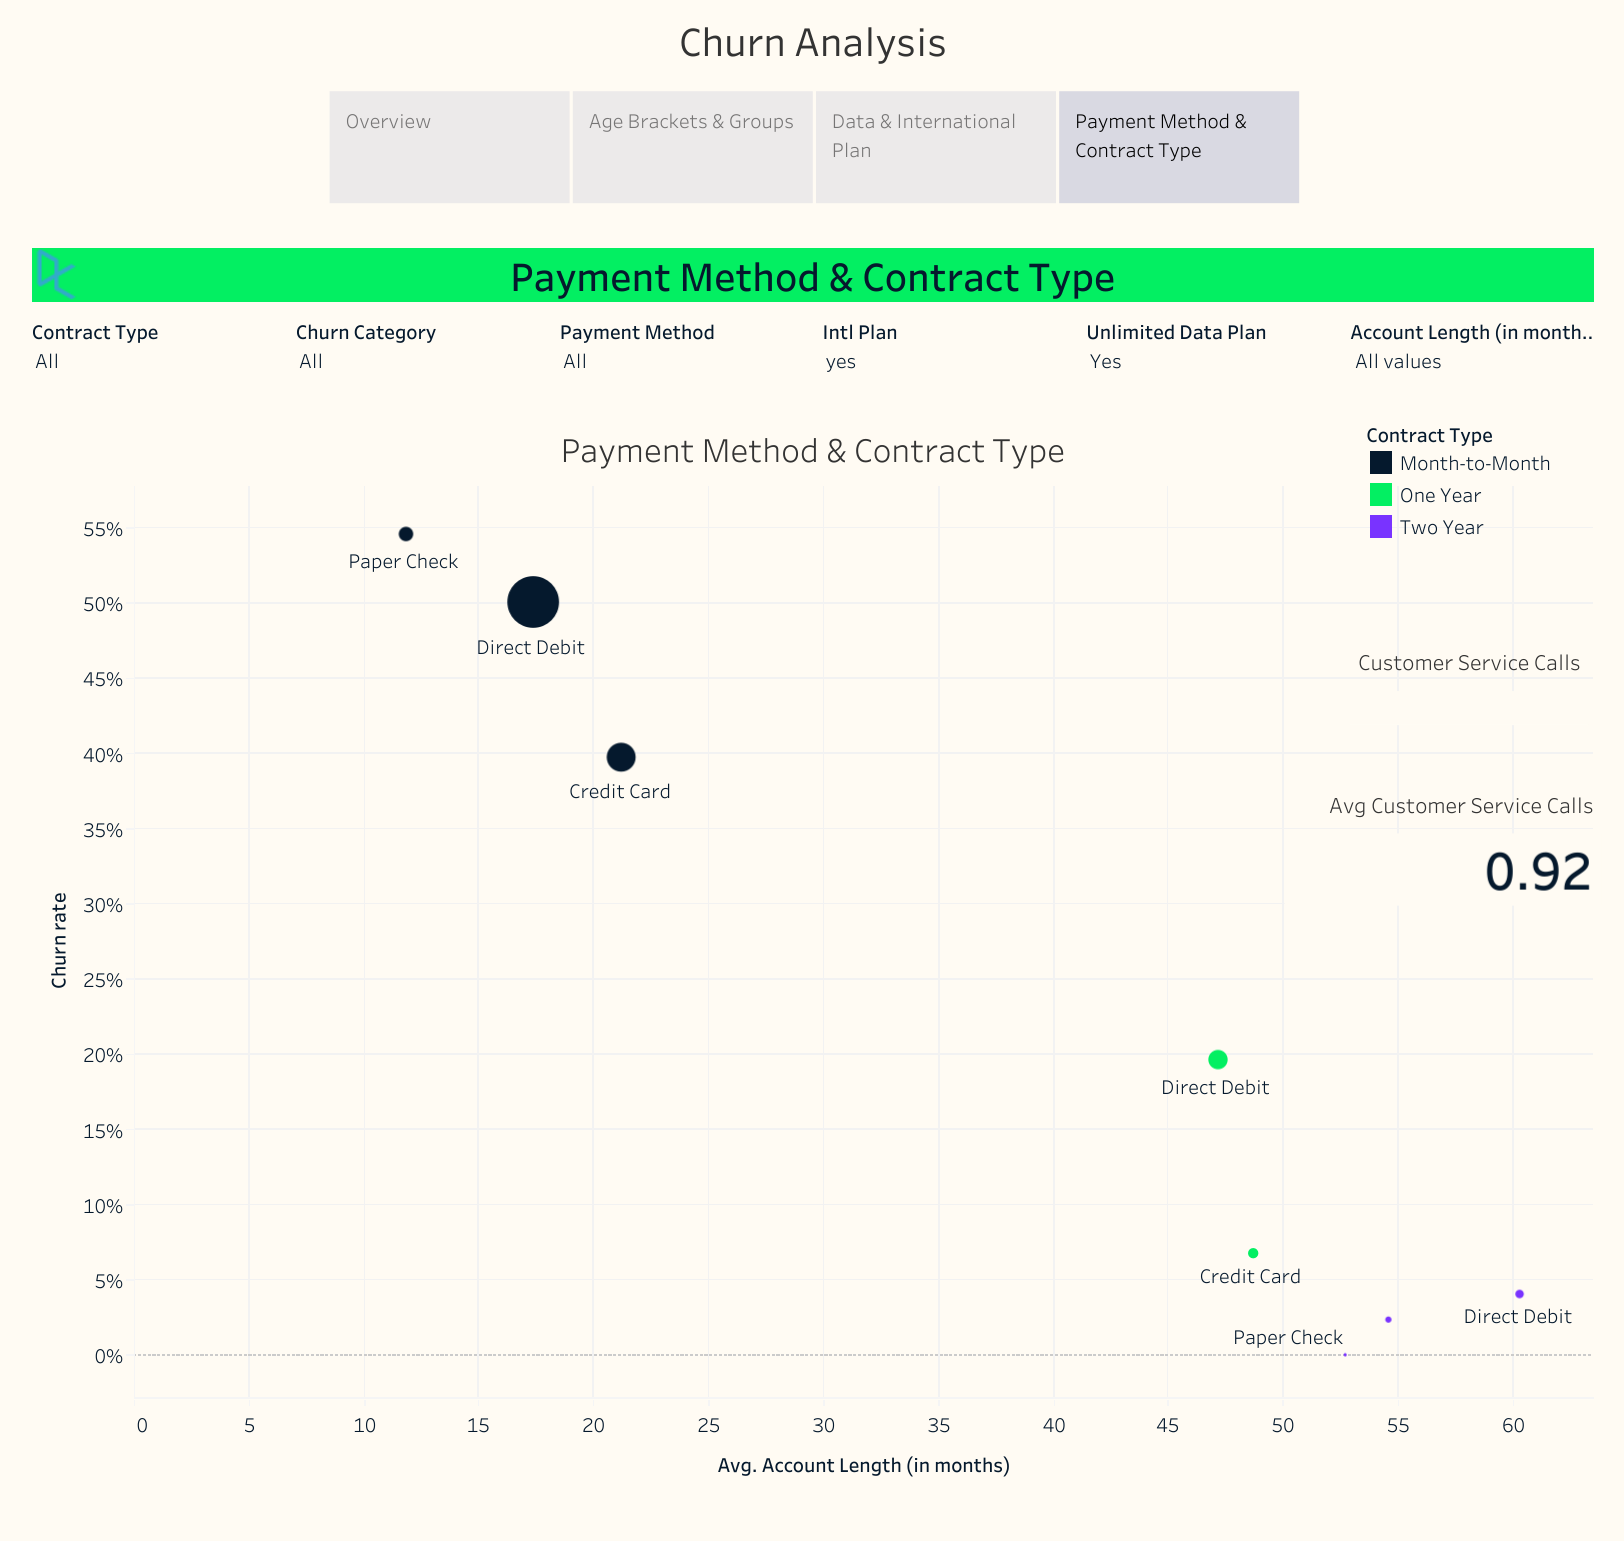 Churn Analysis
Overview
Age Brackets & Groups
Data & International
Plan
Payment Method &
Contract Type
Payment Method & Contract Type
Contract Type
All
Churn Category
All
Payment Method
All
Intl Plan
yes
Unlimited Data Plan
Yes
Account Length (in month..
All values
Payment Method & Contract Type
Contract Type
Month-to-Month
One Year
Two Year
Customer Service Calls
Avg Customer Service Calls
0.92
Churn rate
55%
50%
45%
40%
35%
30%
25%
20%
15%
10%
5%
0%
Paper Check
Direct Debit
Credit Card
Direct Debit
Credit Card
Direct Debit
Paper Check
0
5
10
15
20
25
30
35
40
45
50
55
60
Avg. Account Length (in months)